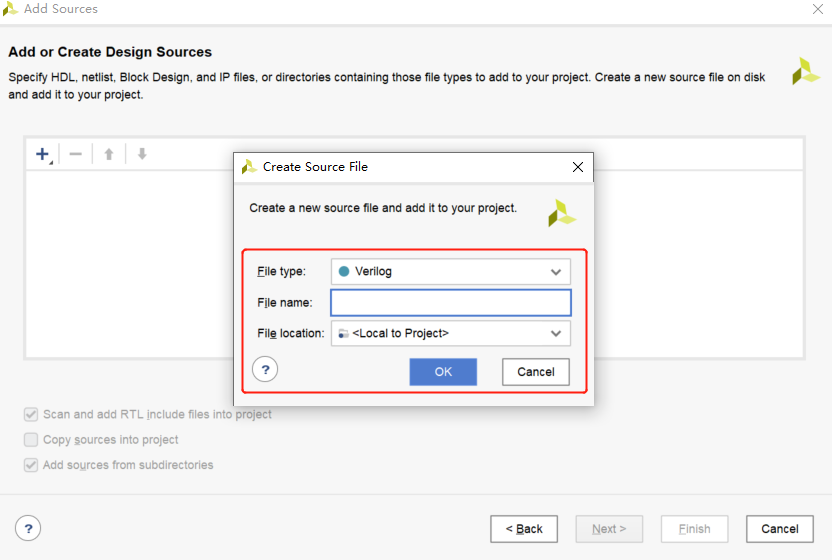 Add Sources
Add or Create Design Sources
Specify HDL, netlist, Block Design, and IP files, or directories containing those file types to add to your project. Create a new source file on disk
and add it to your project.
Create Source File
Create a new source file and add it to your project.
File type: Verilog
File name:
File location: <Local to Project>
?
OK
Cancel
Scan and add RTL include files into project
Copy sources into project
Add sources from subdirectories
?
< Back
Next >
Finish
Cancel